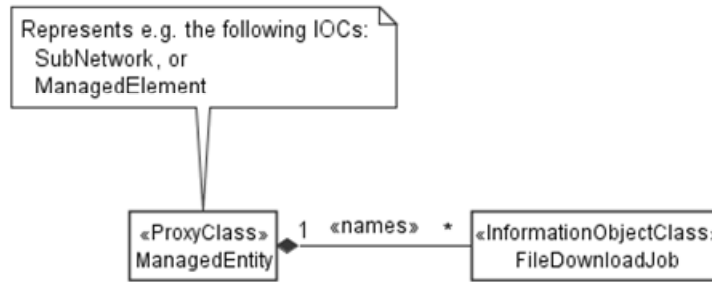 Represents e.g. the following IOCs:
SubNetwork, or
ManagedElement
«ProxyClass»
ManagedEntity
1
«names»
*
«InformationObjectClass»
FileDownloadJob